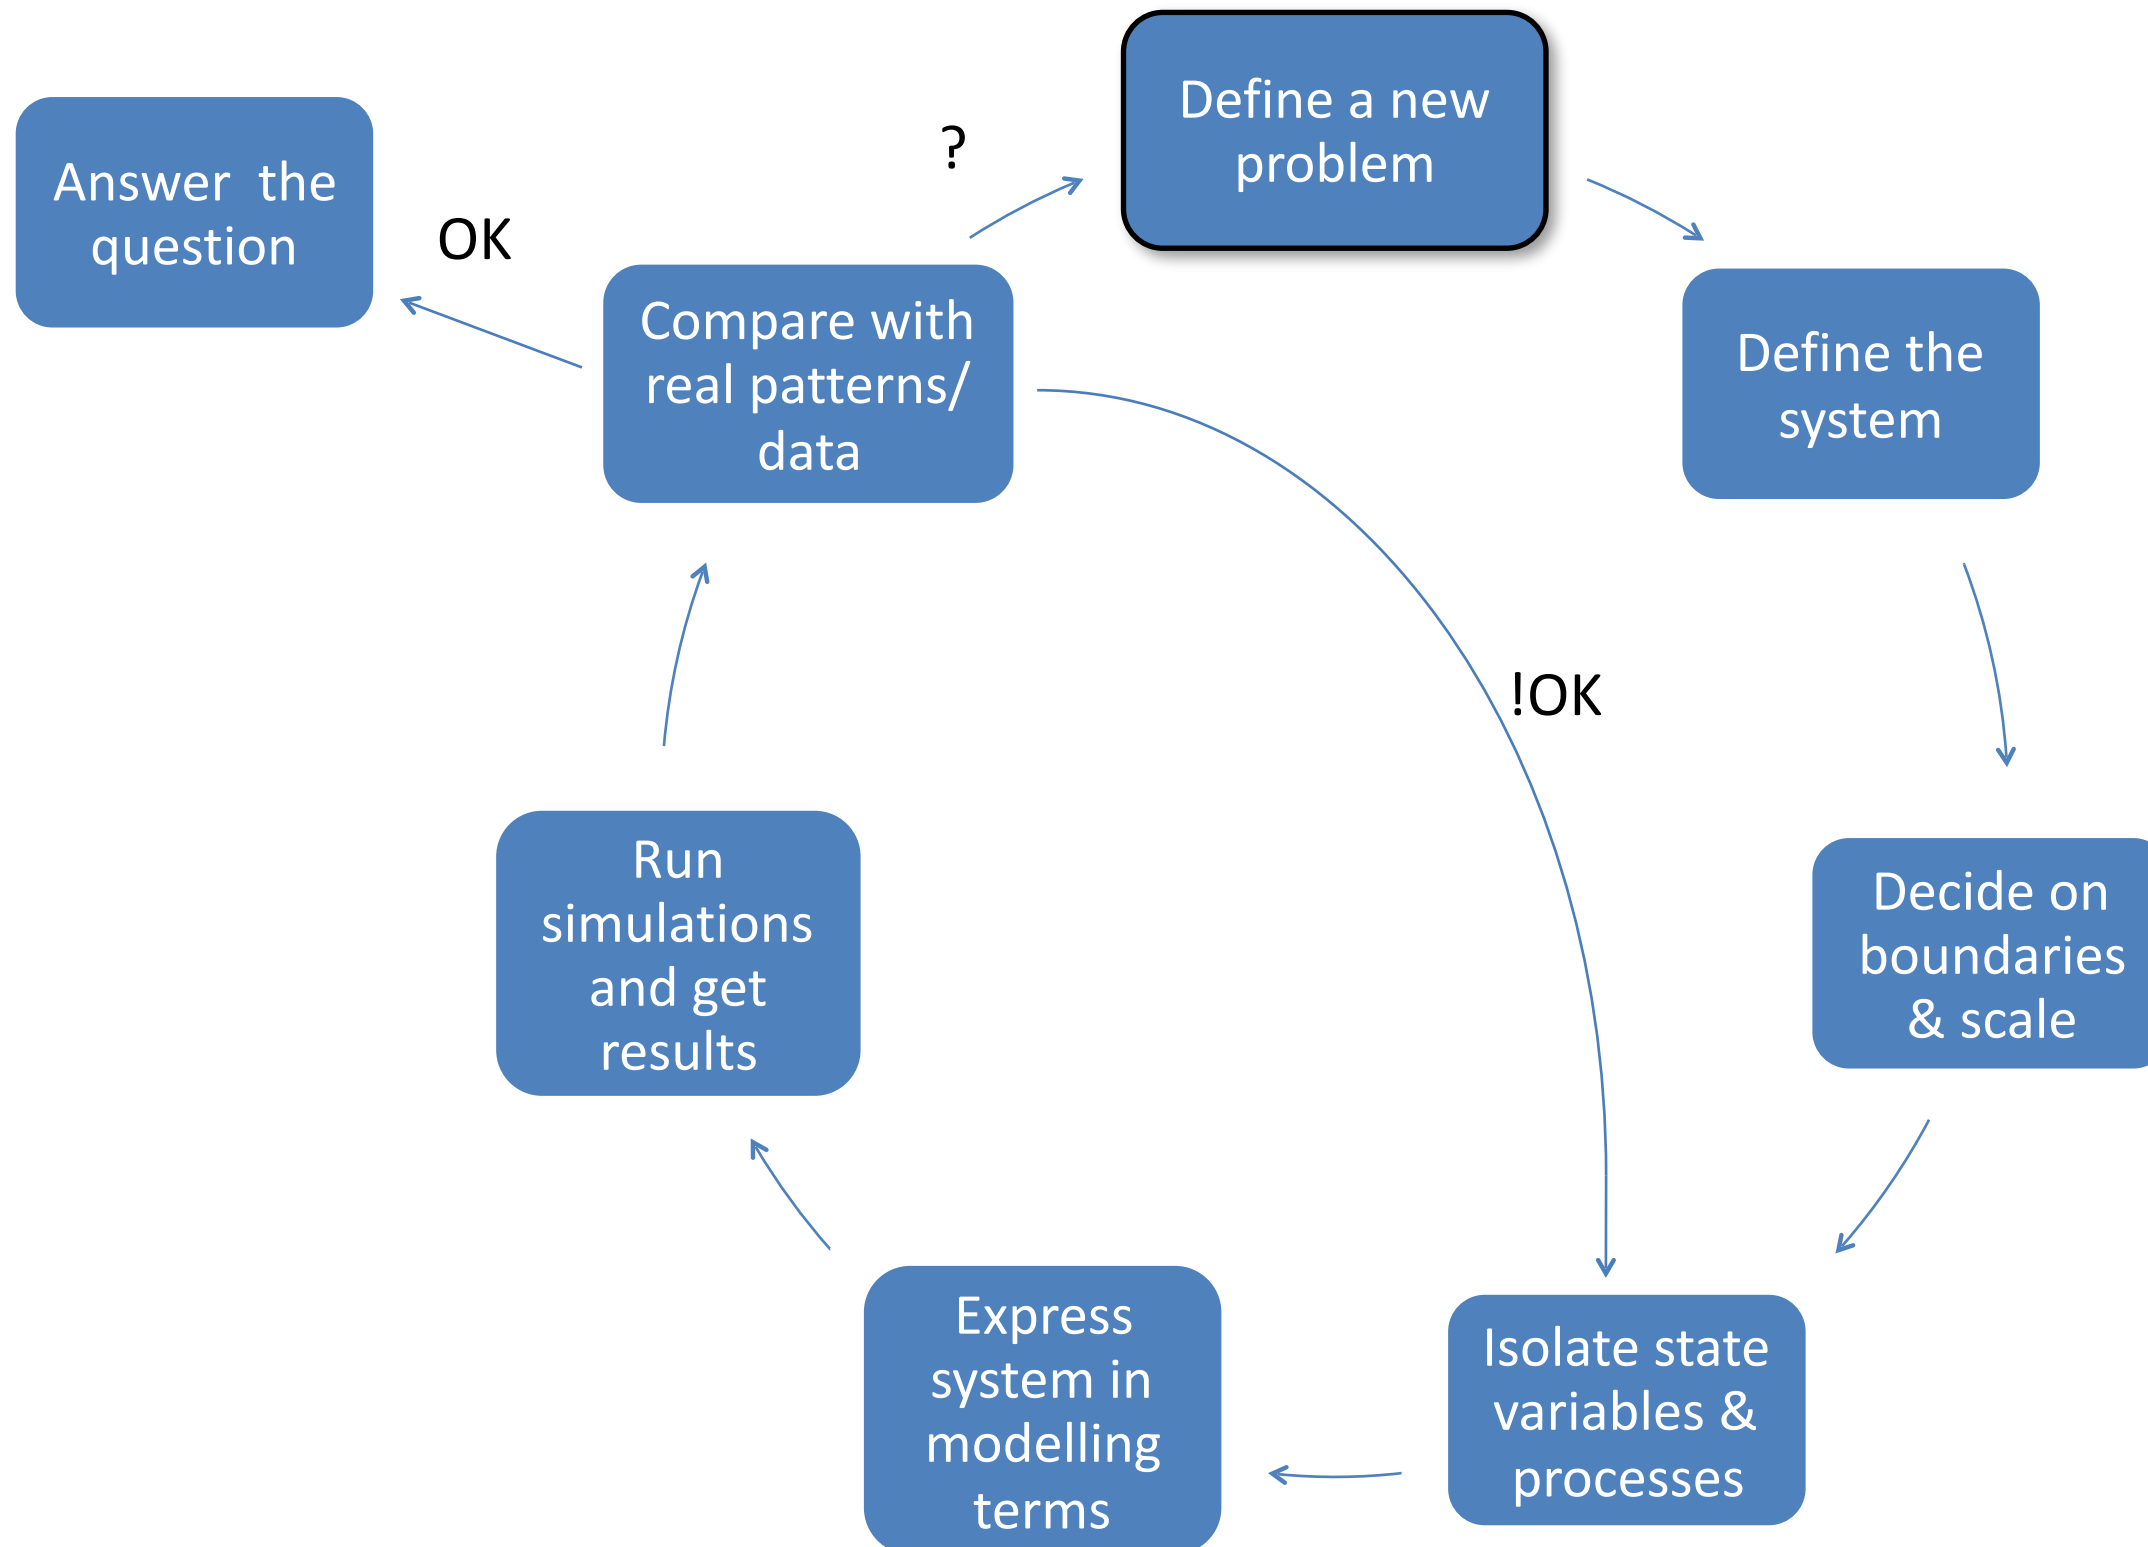 Define a new
problem
?
Answer  the
question
OK
Compare with
real patterns/
data
Define the
system
!OK
Decide on
boundaries
& scale
Run
simulations
and get
results
Express
system in
modelling
terms
Isolate state
variables &
processes